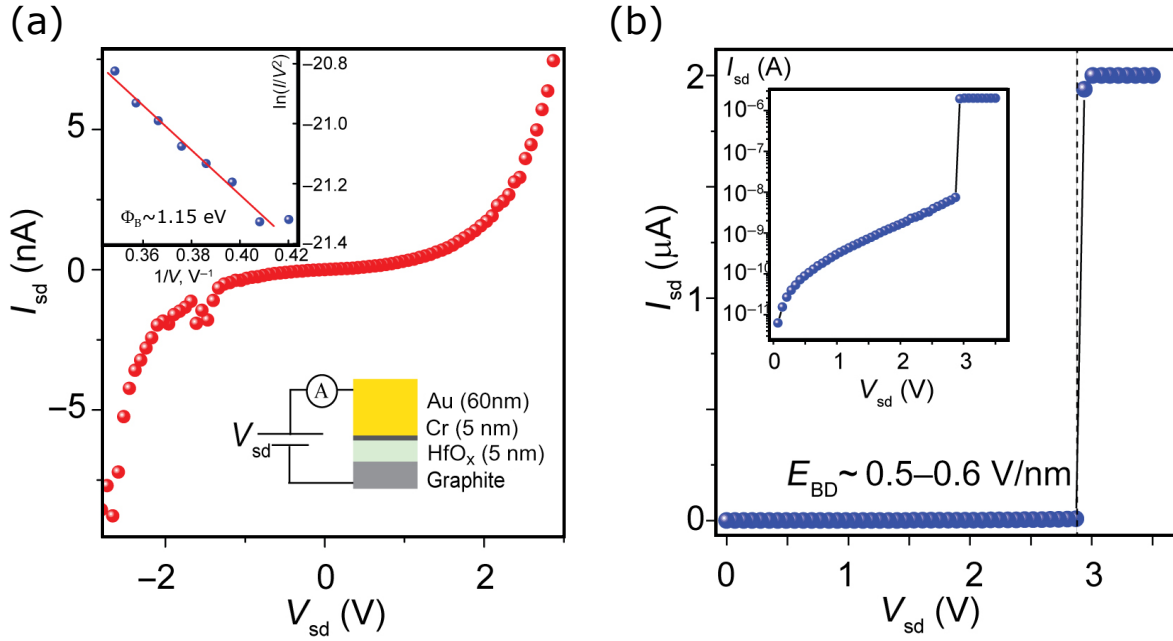 (a)
(b)
5
0
−5
I_sd (nA)
−2
0
2
V_sd (V)
ln(I/V²)
−20.8
−21.0
−21.2
−21.4
Φ_B~1.15 eV
0.36
0.38
0.40
0.42
1/V, V⁻¹
A
V_sd
Au (60nm)
Cr (5 nm)
HfO_x (5 nm)
Graphite
2
1
0
I_sd (μA)
0
1
2
3
V_sd (V)
I_sd (A)
10⁻⁶
10⁻⁷
10⁻⁸
10⁻⁹
10⁻¹⁰
10⁻¹¹
0
1
2
3
V_sd (V)
E_BD~ 0.5–0.6 V/nm